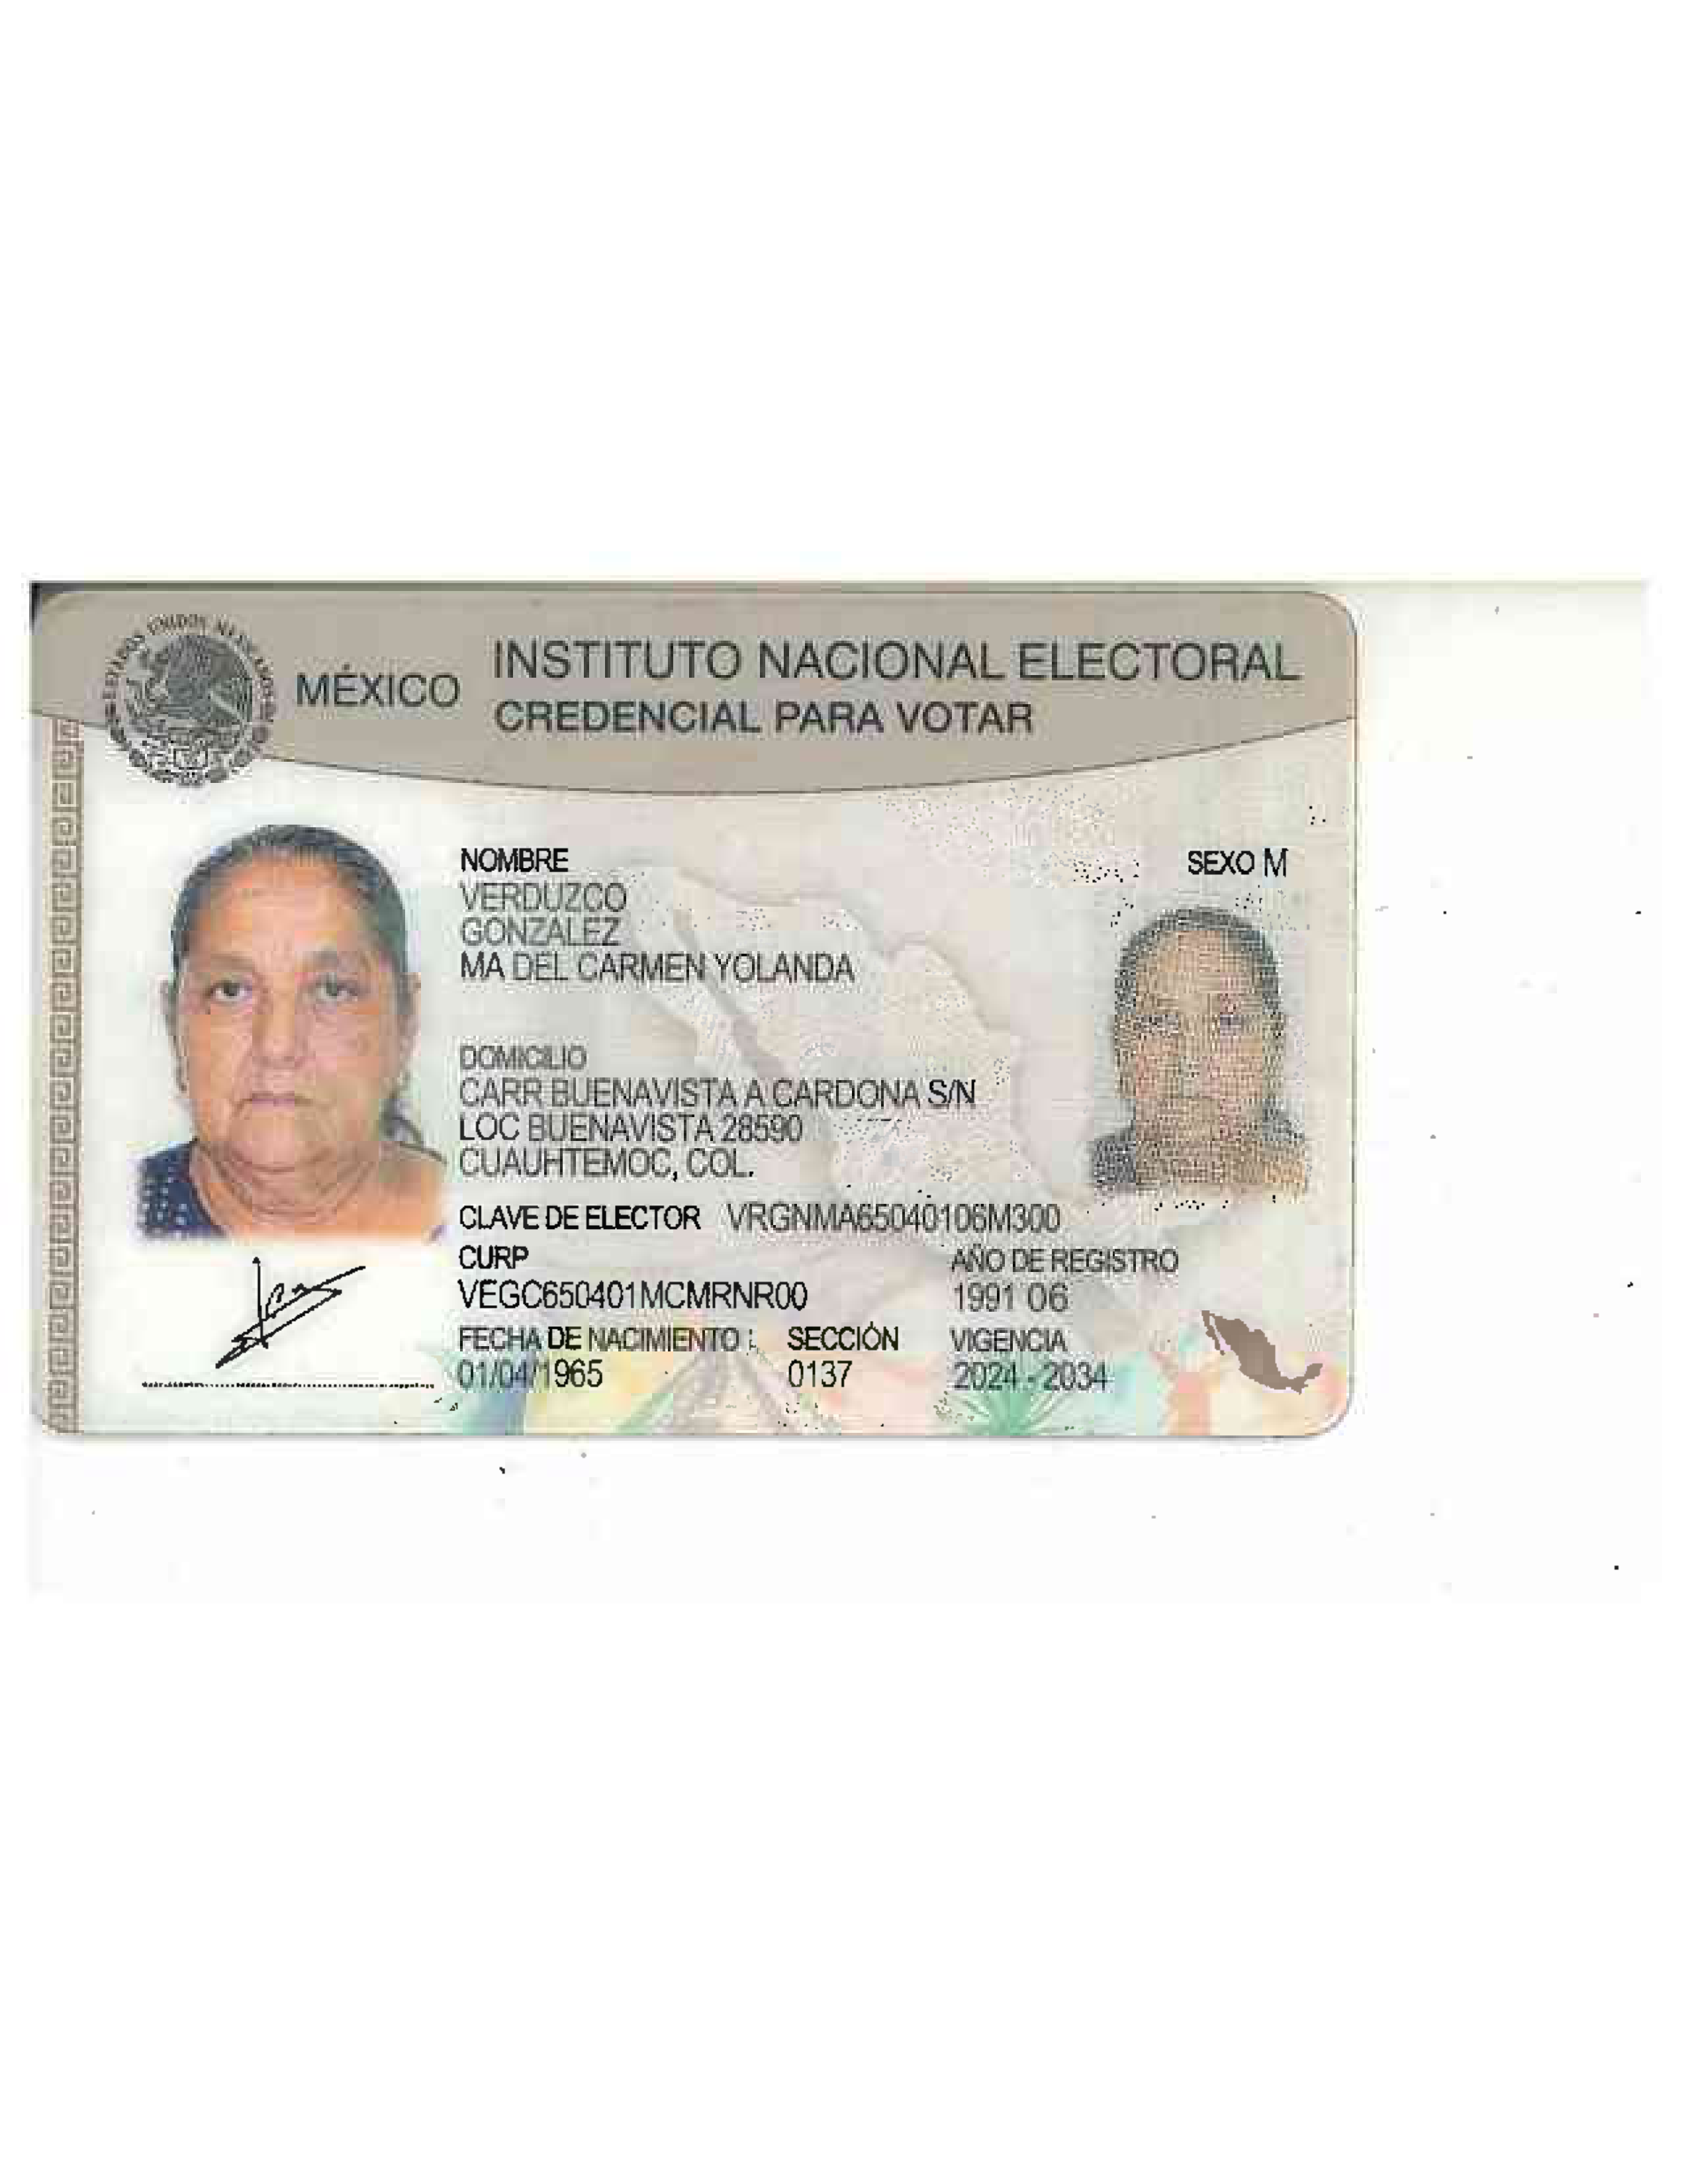 ESTADOS UNIDOS MEXICANOS
MÉXICO
INSTITUTO NACIONAL ELECTORAL
CREDENCIAL PARA VOTAR
NOMBRE
SEXO M
VERDUZCO
GONZALEZ
MA DEL CARMEN YOLANDA
DOMICILIO
CARR BUENAVISTA A CARDONA S/N
LOC BUENAVISTA 28590
CUAUHTEMOC, COL.
CLAVE DE ELECTOR VRGNMA65040106M300
CURP
AÑO DE REGISTRO
VEGC650401MCMRNR00
1991 06
FECHA DE NACIMIENTO
SECCIÓN
VIGENCIA
01/04/1965
0137
2024 - 2034